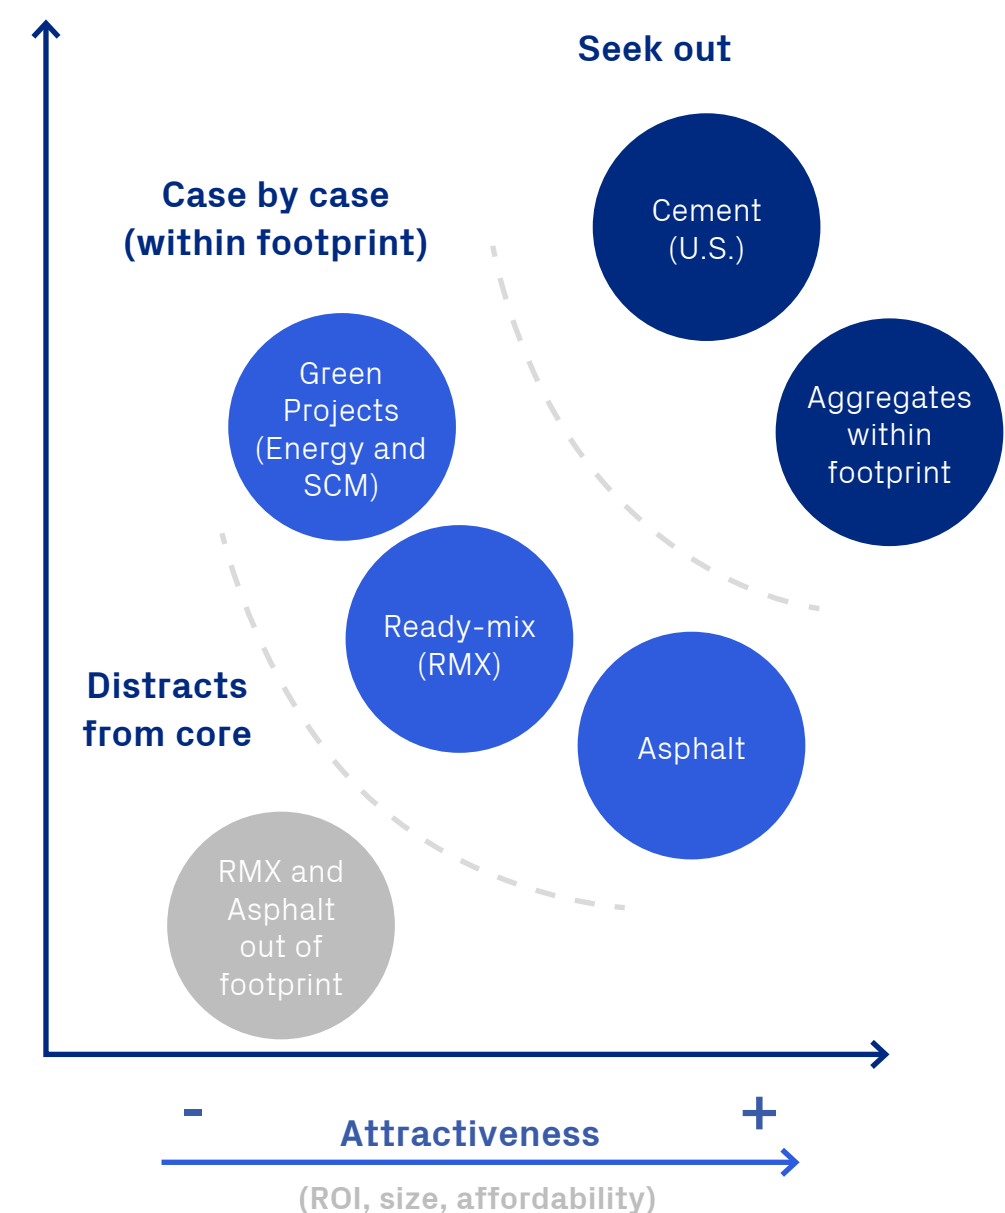 Seek out
Cement
(U.S.)
Case by case
(within footprint)
Aggregates
within
footprint
Green
Projects
(Energy and
SCM)
Ready-mix
(RMX)
Asphalt
Distracts
from core
RMX and
Asphalt
out of
footprint
- +
Attractiveness
(ROI, size, affordability)